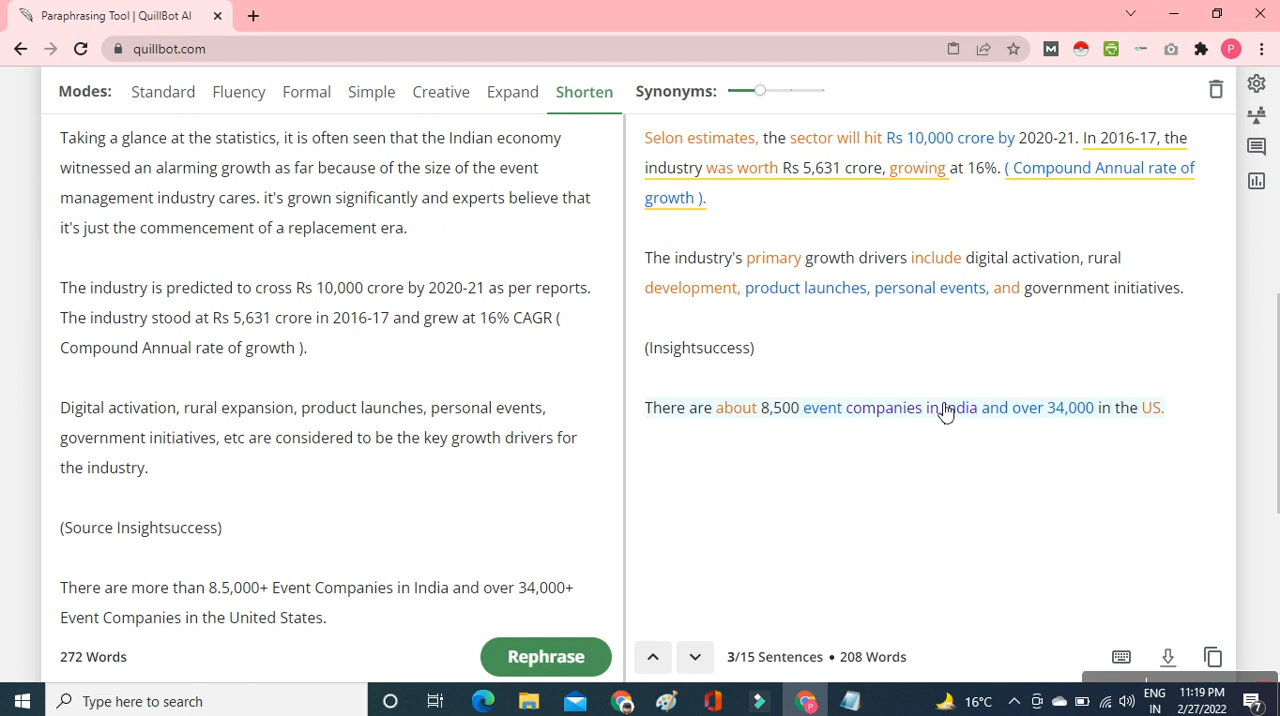 Paraphrasing Tool | QuillBot AI
quillbot.com
M
P
Modes: Standard Fluency Formal Simple Creative Expand Shorten Synonyms:
Taking a glance at the statistics, it is often seen that the Indian economy
witnessed an alarming growth as far because of the size of the event
management industry cares. it's grown significantly and experts believe that
it's just the commencement of a replacement era.
The industry is predicted to cross Rs 10,000 crore by 2020-21 as per reports.
The industry stood at Rs 5,631 crore in 2016-17 and grew at 16% CAGR (
Compound Annual rate of growth ).
Digital activation, rural expansion, product launches, personal events,
government initiatives, etc are considered to be the key growth drivers for
the industry.
(Source Insightsuccess)
There are more than 8.5,000+ Event Companies in India and over 34,000+
Event Companies in the United States.
272 Words
Rephrase
Selon estimates, the sector will hit Rs 10,000 crore by 2020-21. In 2016-17, the
industry was worth Rs 5,631 crore, growing at 16%. ( Compound Annual rate of
growth ).
The industry's primary growth drivers include digital activation, rural
development, product launches, personal events, and government initiatives.
(Insightsuccess)
There are about 8,500 event companies in India and over 34,000 in the US.
3/15 Sentences • 208 Words
Type here to search
P
16°C
ENG
IN
11:19 PM
2/27/2022
7